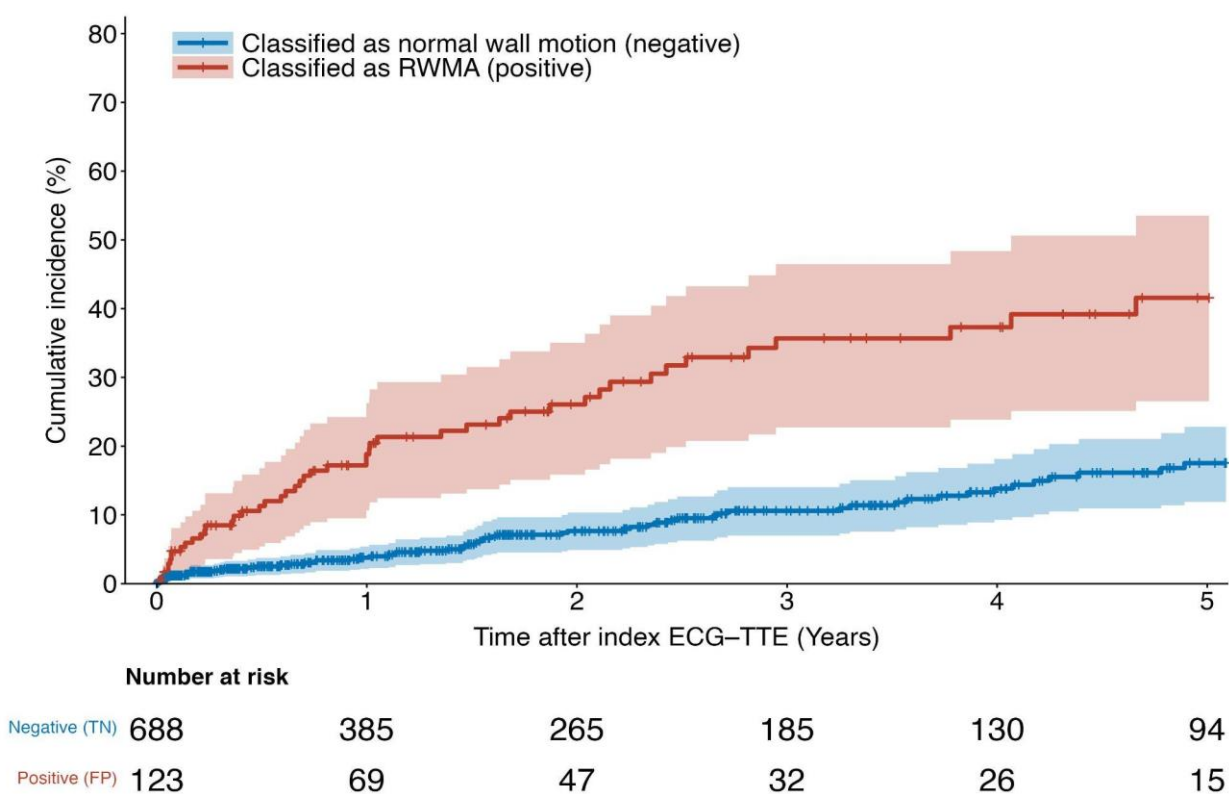 Classified as normal wall motion (negative)
Classified as RWMA (positive)
Cumulative incidence (%)
80
70
60
50
40
30
20
10
0
0 1 2 3 4 5
Time after index ECG–TTE (Years)
Number at risk
Negative (TN) 688 385 265 185 130 94
Positive (FP) 123 69 47 32 26 15